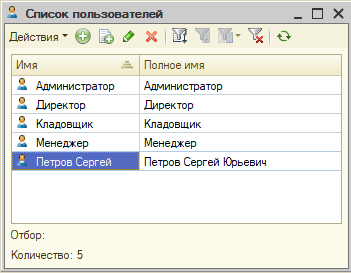 Список пользователей
Действия
Имя Полное имя
Администратор Администратор
Директор Директор
Кладовщик Кладовщик
Менеджер Менеджер
Петров Сергей Петров Сергей Юрьевич
Отбор:
Количество: 5